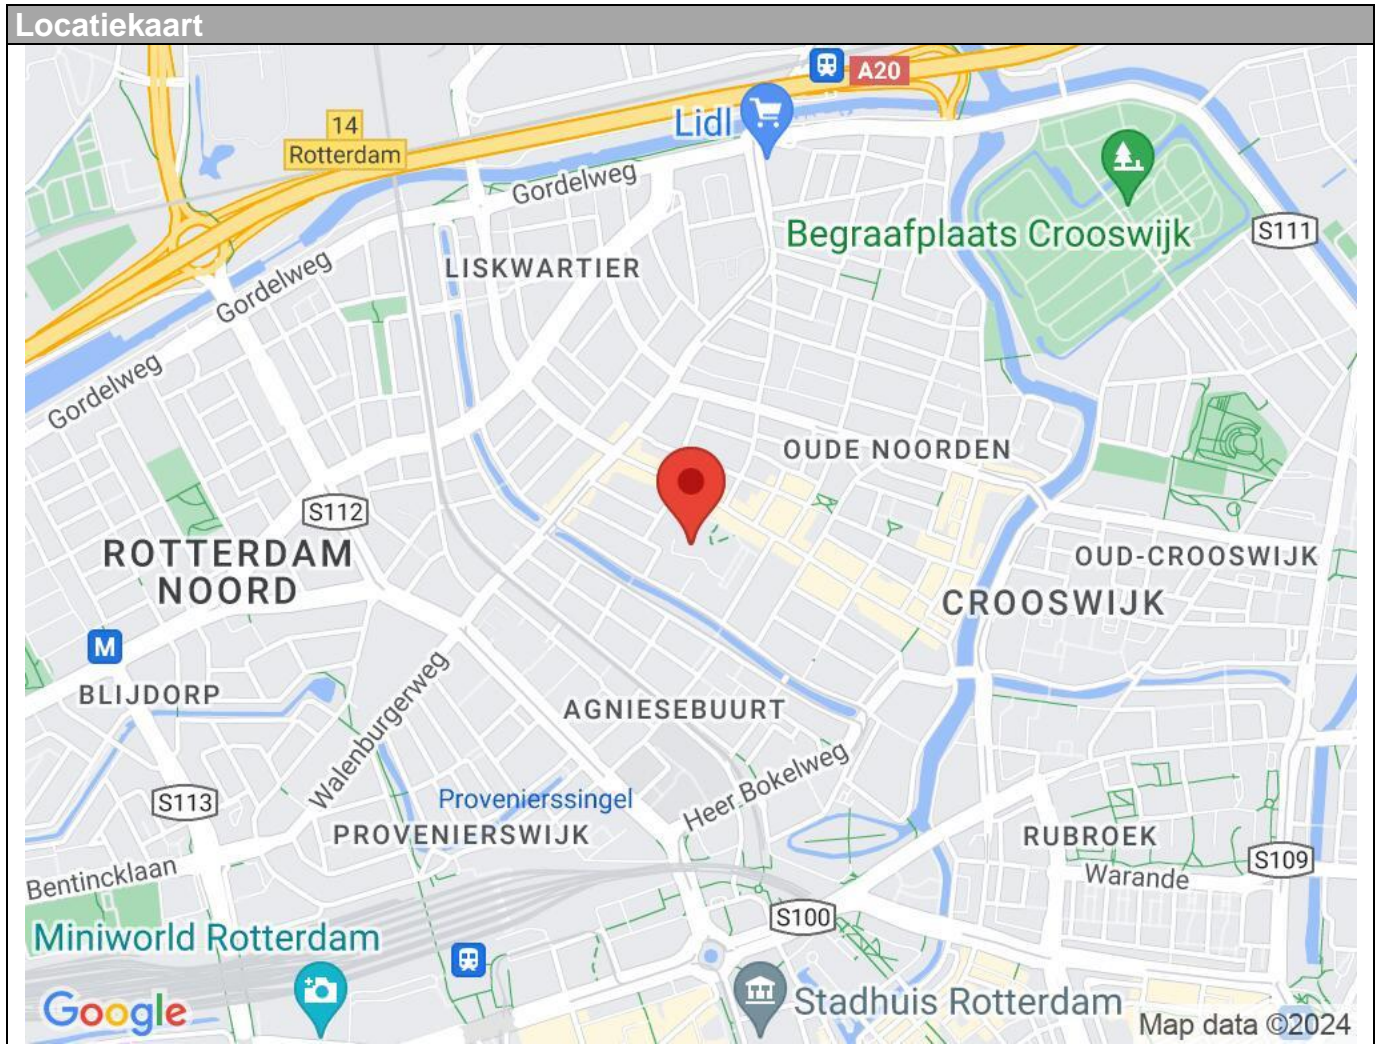 Locatiekaart
A20
Lidl
14
Rotterdam
Gordelweg
Begraafplaats Crooswijk
S111
LISKWARTIER
Gordelweg
Gordelweg
OUDE NOORDEN
S112
ROTTERDAM
NOORD
OUD-CROOSWIJK
CROOSWIJK
M
BLIJDORP
Walenburgerweg
AGNIESEBUURT
Heer Bokelweg
S113
Provenierssingel
PROVENIERSWIJK
RUBROEK
S109
Warande
Bentincklaan
S100
Miniworld Rotterdam
Stadhuis Rotterdam
Google
Map data ©2024